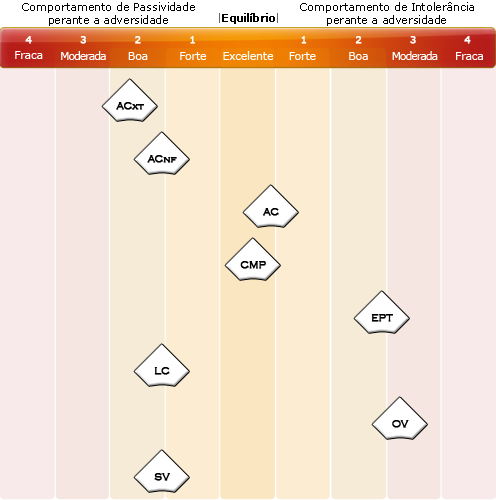 Comportamento de Passividade
perante a adversidade
|Equilíbrio|
Comportamento de Intolerância
perante a adversidade
4 3 2 1 1 2 3 4
Fraca Moderada Boa Forte Excelente Forte Boa Moderada Fraca
ACXT
ACNF
AC
CMP
EPT
LC
OV
SV